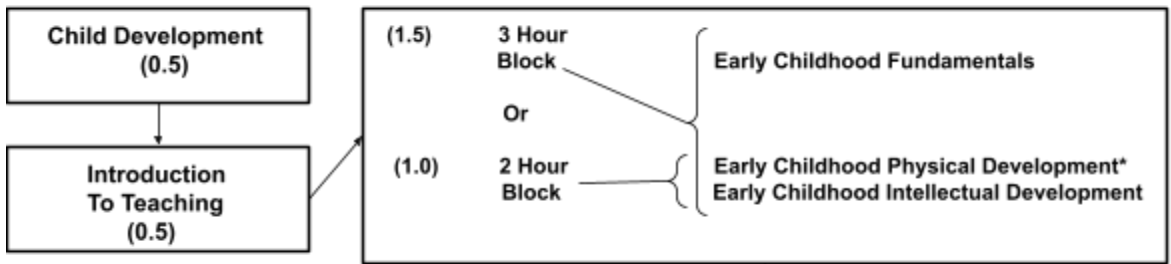 Child Development
(0.5)
Introduction
To Teaching
(0.5)
(1.5) 3 Hour
Block
Early Childhood Fundamentals
Or
(1.0) 2 Hour
Block
Early Childhood Physical Development*
Early Childhood Intellectual Development